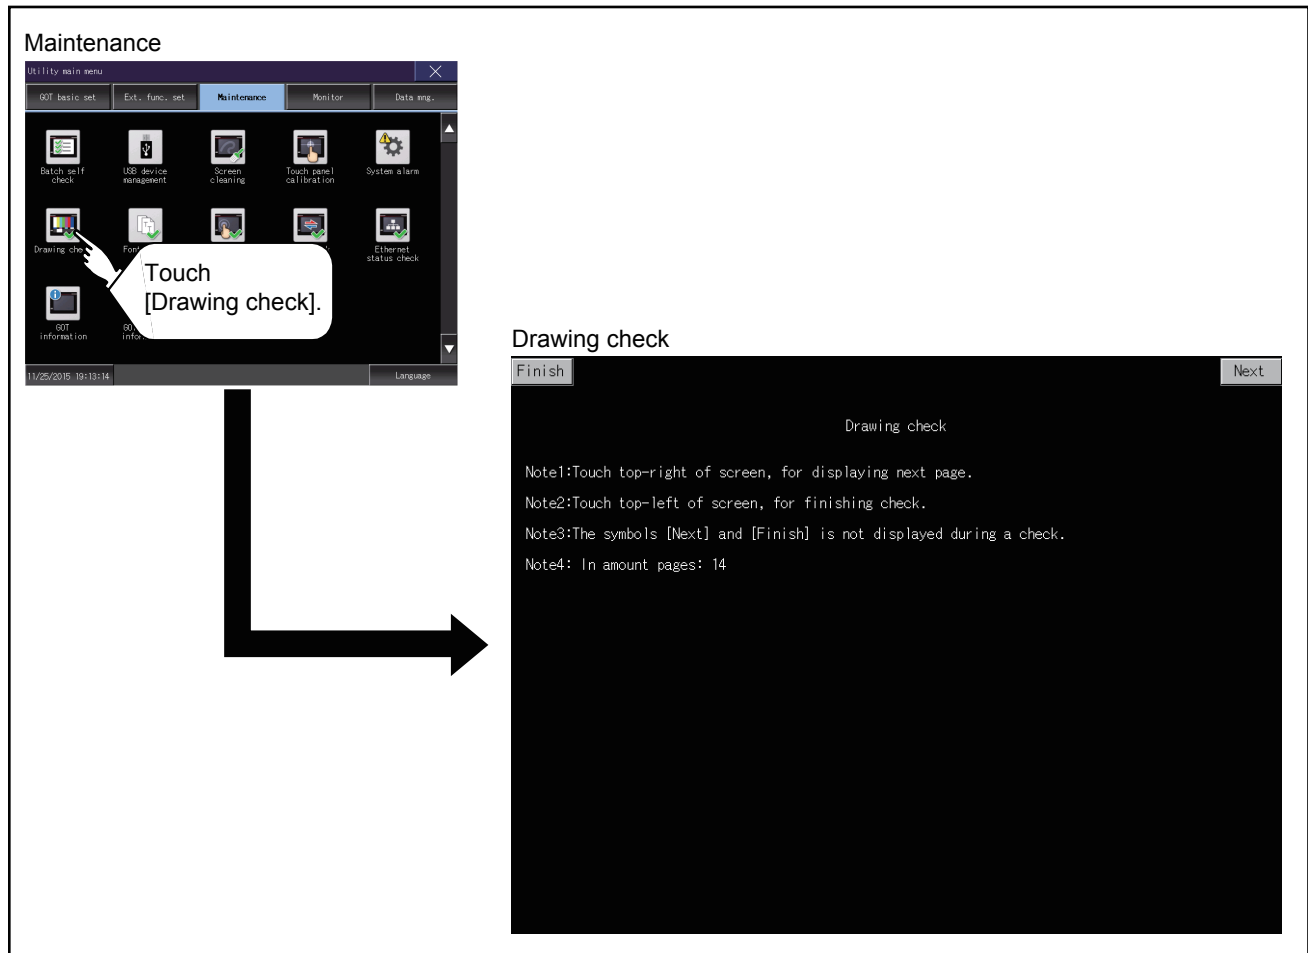 Maintenance
Utility main menu
GOT basic set Ext. func. set Maintenance Monitor Data mng.
Batch self check
USB device management
Screen cleaning
Touch panel calibration
System alarm
Drawing che
Font
Ethernet status check
Touch
[Drawing check].
GOT information
11/25/2015 19:13:14 Language
Drawing check
Finish Next
Drawing check
Note1:Touch top-right of screen, for displaying next page.
Note2:Touch top-left of screen, for finishing check.
Note3:The symbols [Next] and [Finish] is not displayed during a check.
Note4: In amount pages: 14